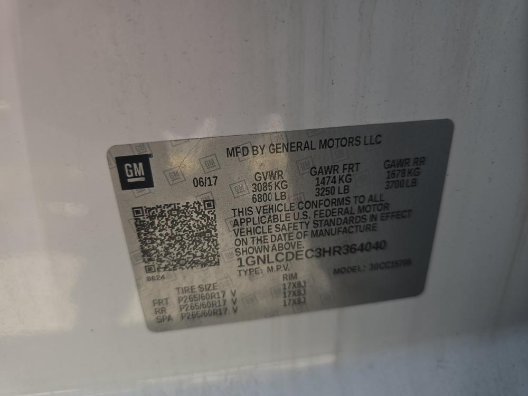 GM
MFD BY GENERAL MOTORS LLC
06/17 GVWR GAWR FRT GAWR RR
3085 KG 1474 KG 1678 KG
6800 LB 3250 LB 3700 LB
THIS VEHICLE CONFORMS TO ALL
APPLICABLE U.S. FEDERAL MOTOR
VEHICLE SAFETY STANDARDS IN EFFECT
ON THE DATE OF MANUFACTURE
SHOWN ABOVE.
1GNLCDEC3HR364040
TYPE: M.P.V. MODEL:
TIRE SIZE RIM
FRT P265/60R17 V 17X8J
RR P265/60R17 V 17X8J
SPA P265/60R17 V 17X8J